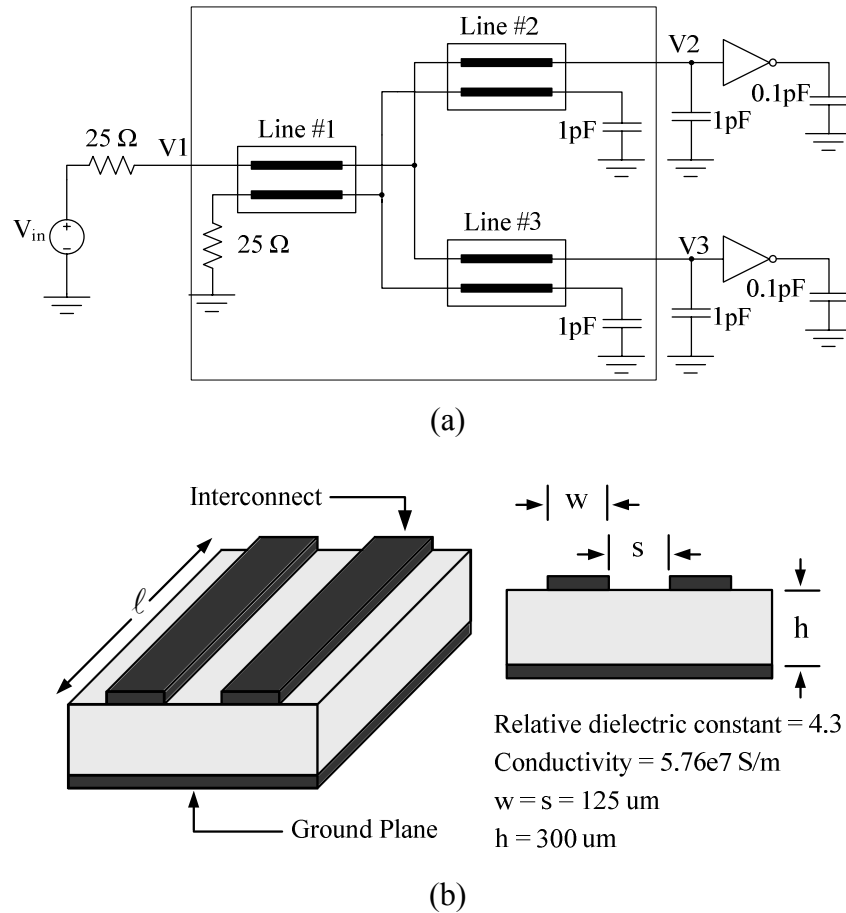 Line #2
V2
0.1pF
1pF
1pF
Line #1
25 Ω
V1
Vin
25 Ω
Line #3
V3
0.1pF
1pF
1pF
(a)
Interconnect
w
s
ℓ
h
Relative dielectric constant = 4.3
Conductivity = 5.76e7 S/m
w = s = 125 um
h = 300 um
Ground Plane
(b)